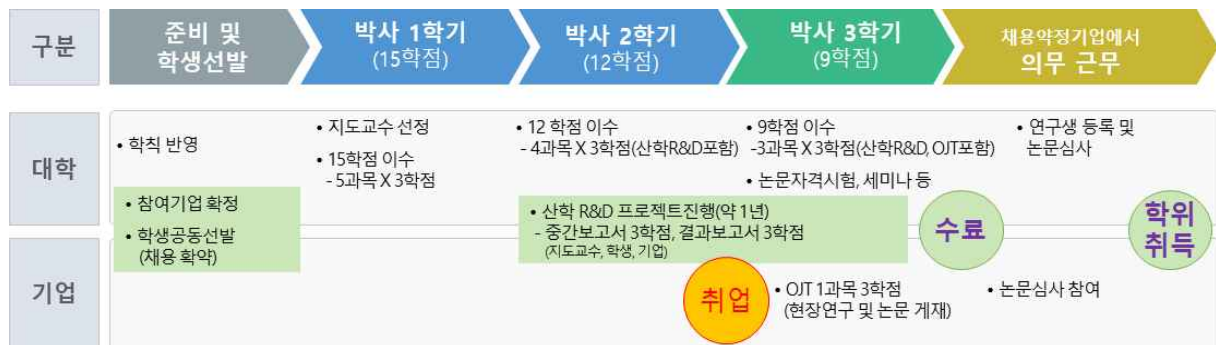 구분
준비 및
학생선발
박사 1학기
(15학점)
박사 2학기
(12학점)
박사 3학기
(9학점)
채용약정기업에서
의무 근무
대학
• 학칙 반영
• 참여기업 확정
• 학생공동선발
(채용 확약)
• 지도교수 선정
• 15학점 이수
- 5과목 X 3학점
• 12 학점 이수
- 4과목 X 3학점(산학R&D포함)
• 9학점 이수
-3과목 X 3학점(산학R&D, OJT포함)
• 논문자격시험, 세미나 등
• 연구생 등록 및
논문심사
• 산학 R&D 프로젝트진행(약 1년)
- 중간보고서 3학점, 결과보고서 3학점
(지도교수, 학생, 기업)
수료
학위
취득
기업
취업
• OJT 1과목 3학점
(현장연구 및 논문 게재)
• 논문심사 참여